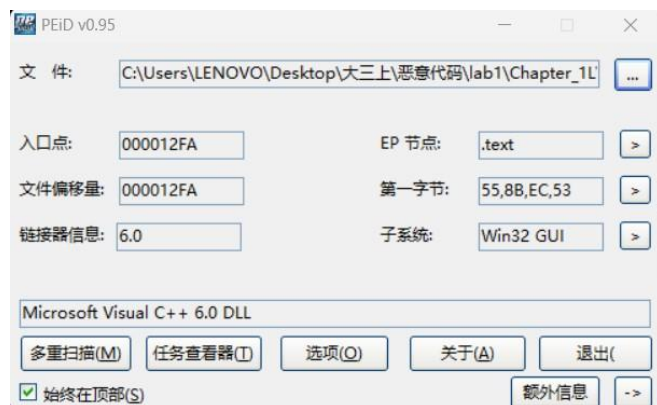 PEiD v0.95
文 件: C:\Users\LENOVO\Desktop\大三上\恶意代码\lab1\Chapter_1L ...
入口点: 000012FA EP 节点: .text >
文件偏移量: 000012FA 第一字节: 55,8B,EC,53 >
链接器信息: 6.0 子系统: Win32 GUI >
Microsoft Visual C++ 6.0 DLL
多重扫描(M) 任务查看器(T) 选项(O) 关于(A) 退出(
始终在顶部(S) 额外信息 ->